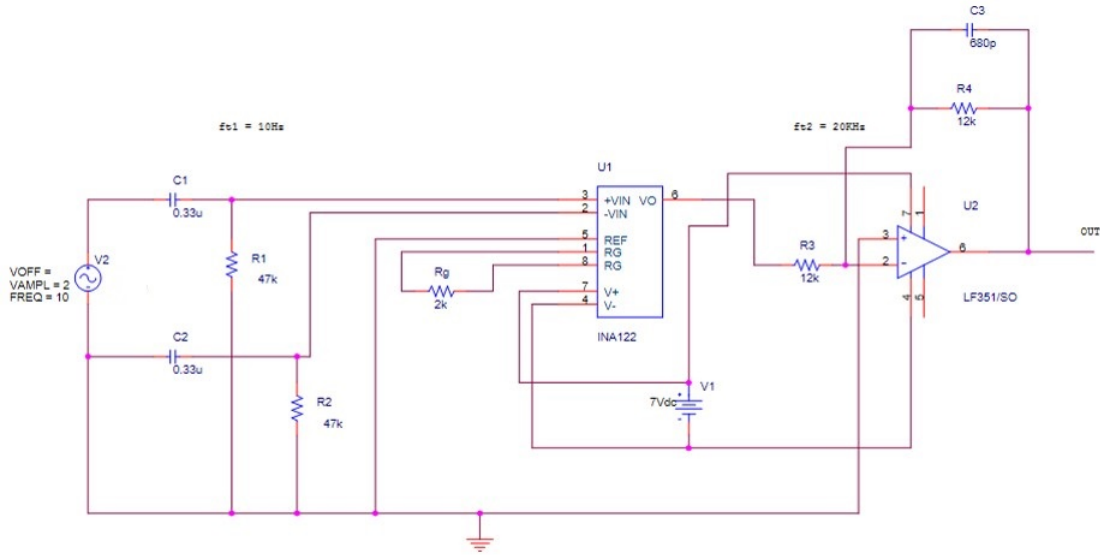 C3
680p
R4
12k
ft1 = 10Hz
ft2 = 20KHz
U1
C1
0.33u
3
+VIN
VO
6
2
-VIN
7
1
U2
5
REF
1
RG
8
RG
3
+
6
OUT
R1
47k
V2
VOFF =
VAMPL = 2
FREQ = 10
Rg
2k
R3
12k
2
-
7
V+
4
V-
4
5
LF351/SO
C2
0.33u
INA122
V1
7Vdc
R2
47k